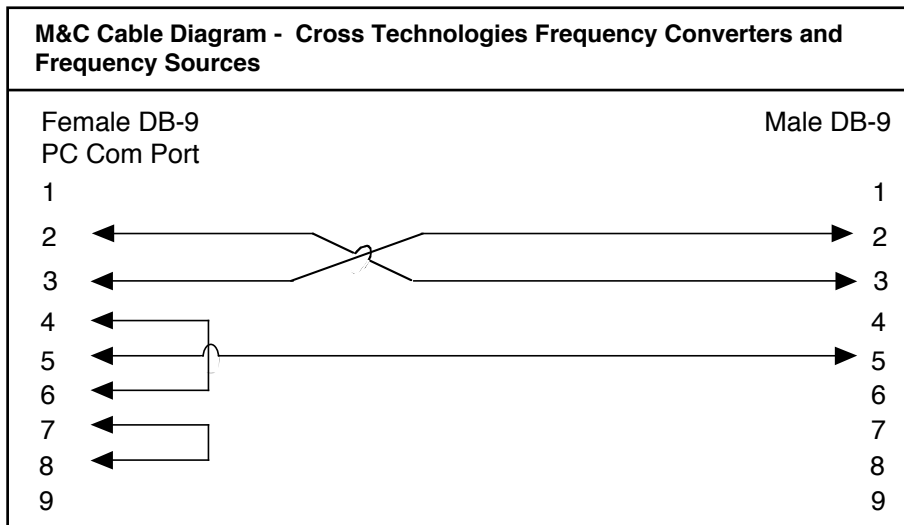 M&C Cable Diagram - Cross Technologies Frequency Converters and
Frequency Sources
Female DB-9
Male DB-9
PC Com Port
1 1
2 2
3 3
4 4
5 5
6 6
7 7
8 8
9 9